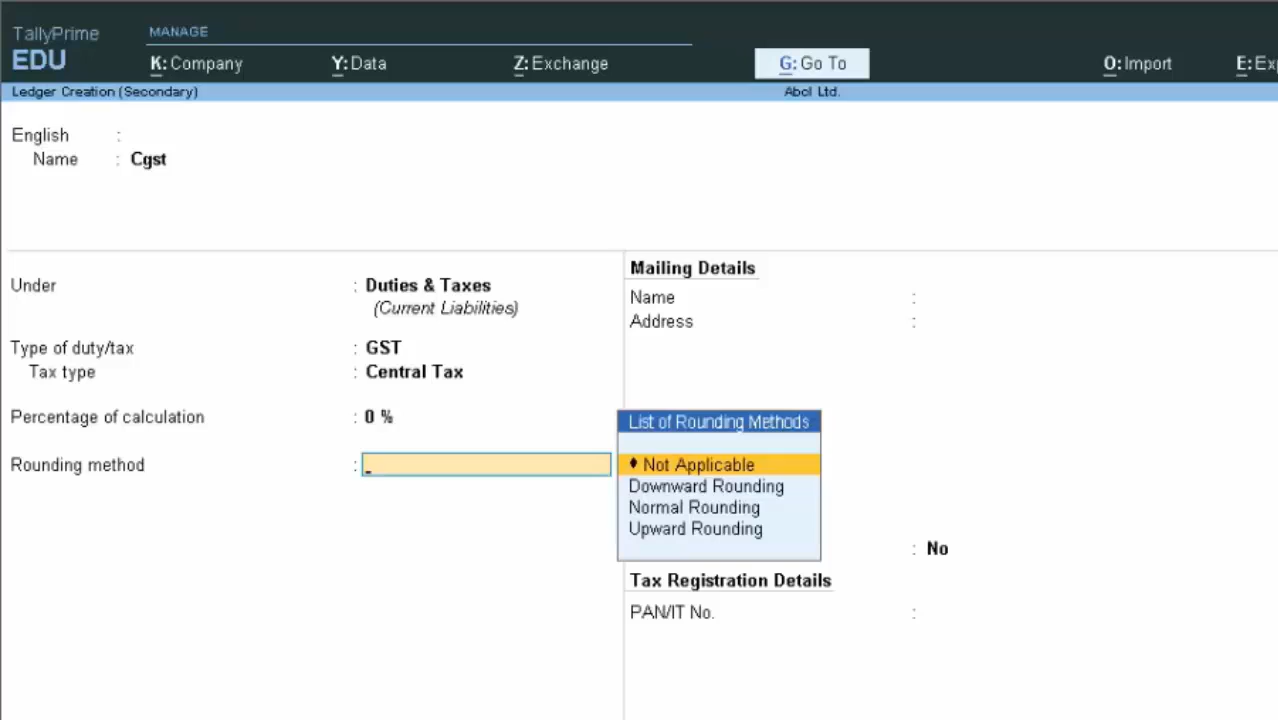 TallyPrime
EDU
MANAGE
K: Company
Y: Data
Z: Exchange
G: Go To
O: Import
E: Exp
Ledger Creation (Secondary)
Abol Ltd.
English :
Name : Cgst
Under : Duties & Taxes
(Current Liabilities)
Type of duty/tax : GST
Tax type : Central Tax
Percentage of calculation : 0 %
Rounding method :
List of Rounding Methods
♦ Not Applicable
Downward Rounding
Normal Rounding
Upward Rounding
Mailing Details
Name :
Address :
: No
Tax Registration Details
PAN/IT No. :